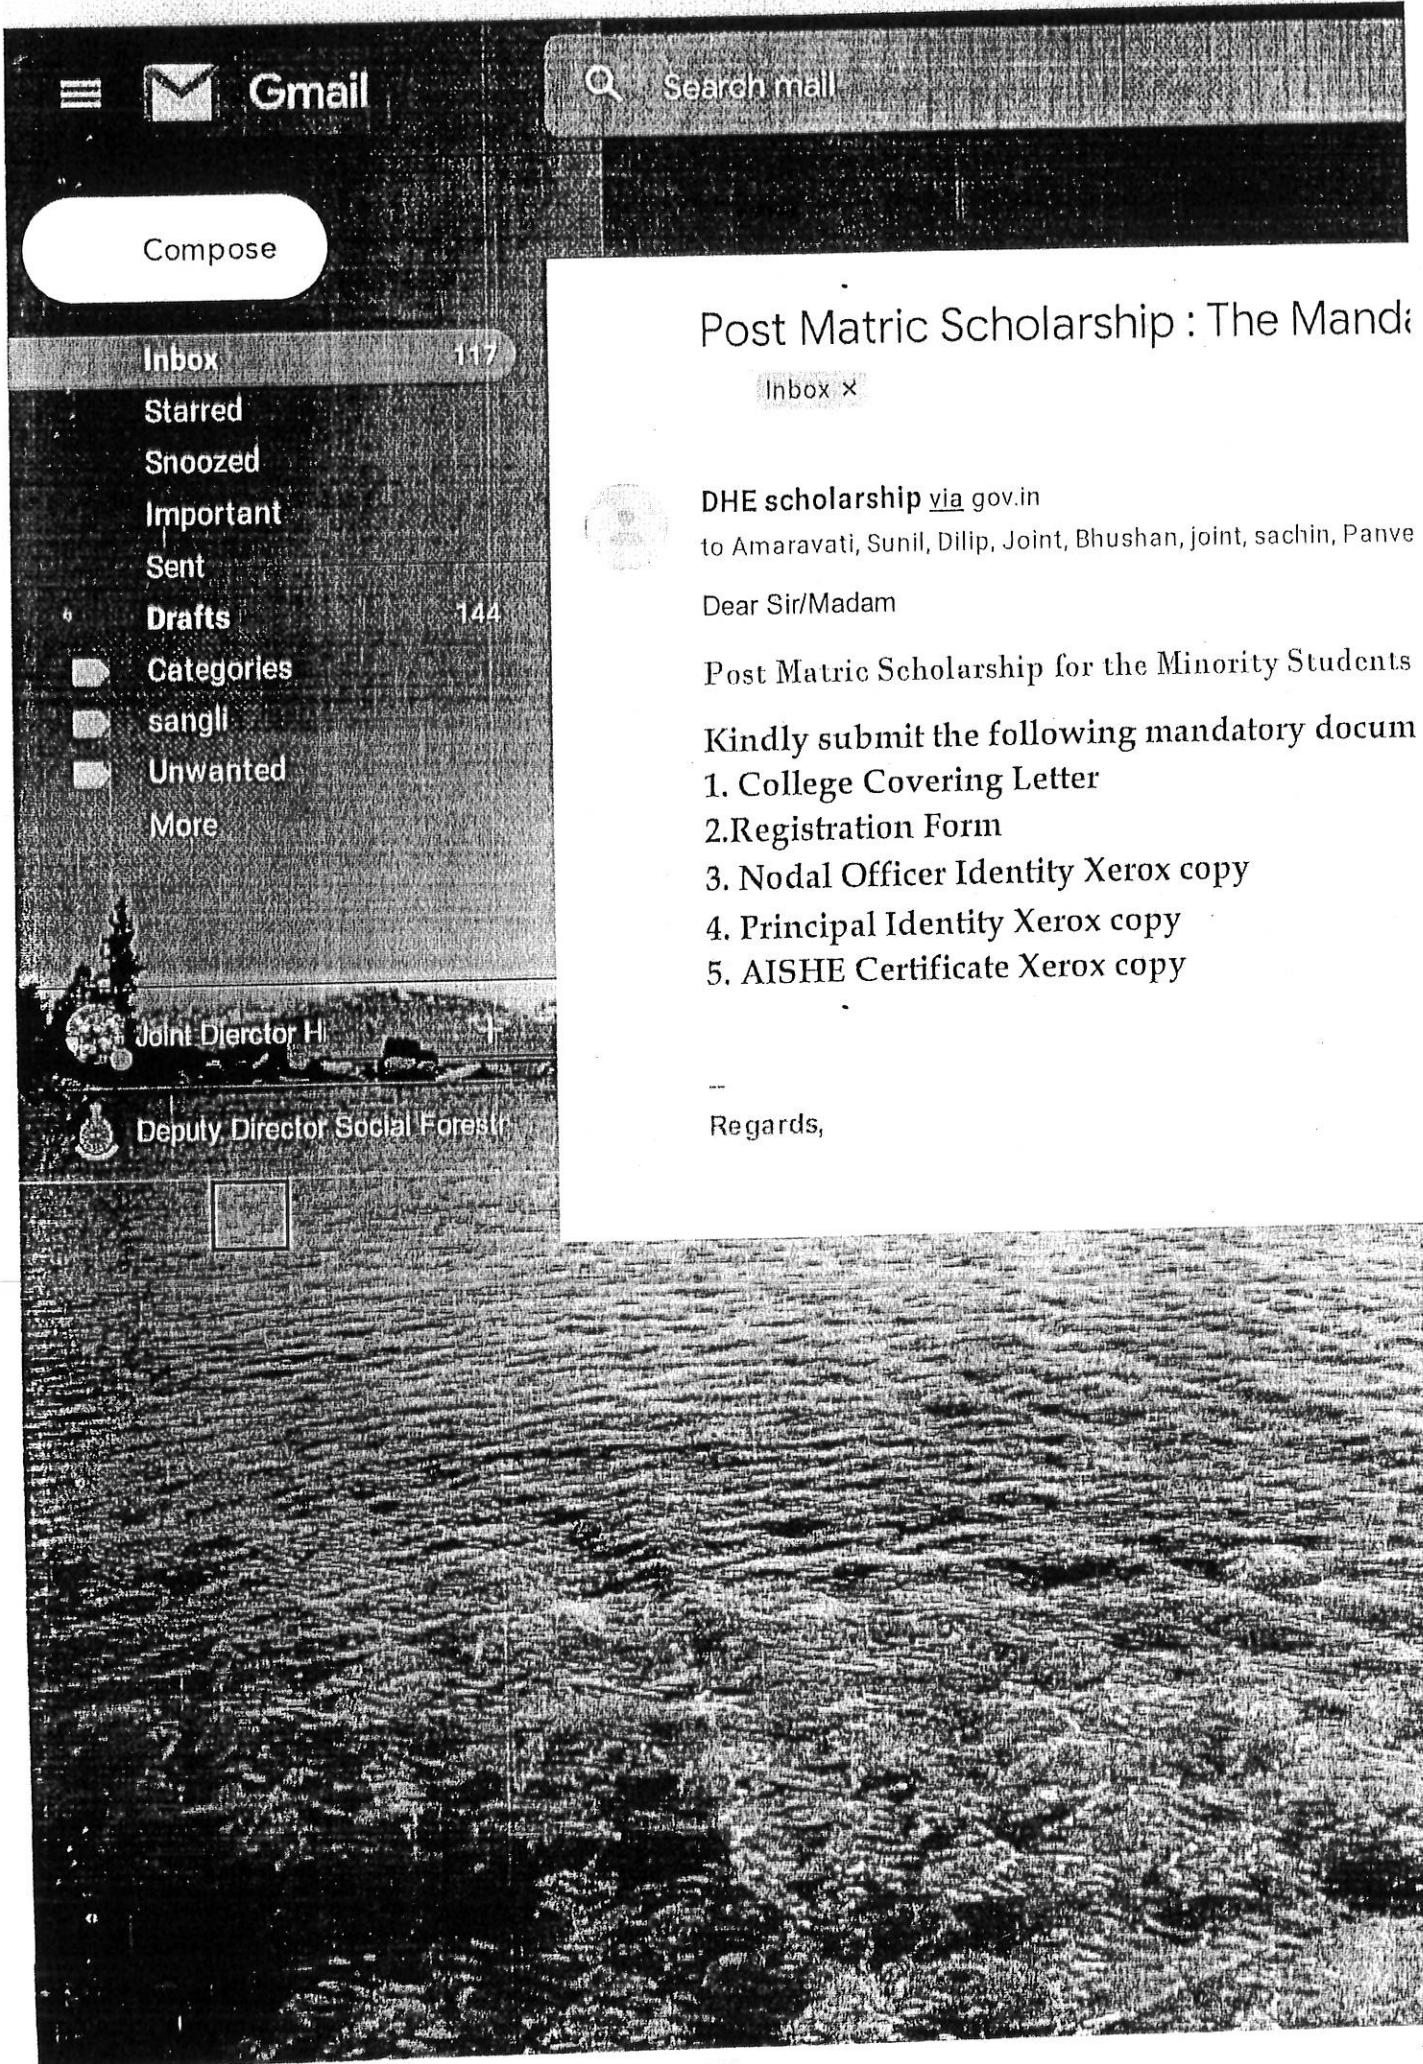 Gmail
Search mail
Compose
Inbox 117
Starred
Snoozed
Important
Sent
Drafts 144
Categories
sangli
Unwanted
More
Joint Dierctor Hi
Deputy Director Social Forestr
Post Matric Scholarship : The Manda
Inbox ×
DHE scholarship via gov.in
to Amaravati, Sunil, Dilip, Joint, Bhushan, joint, sachin, Panve
Dear Sir/Madam
Post Matric Scholarship for the Minority Students
Kindly submit the following mandatory docum
1. College Covering Letter
2.Registration Form
3. Nodal Officer Identity Xerox copy
4. Principal Identity Xerox copy
5. AISHE Certificate Xerox copy
--
Regards,